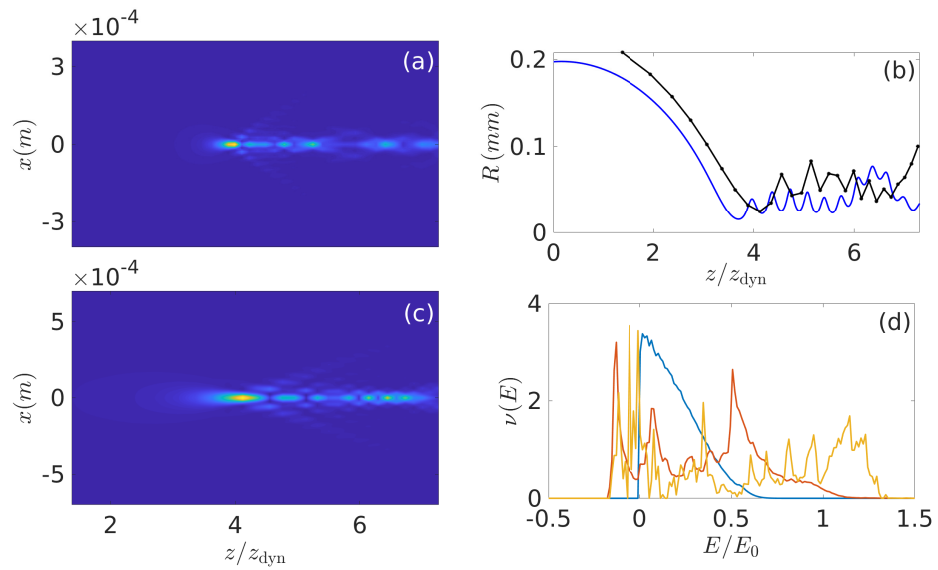 ×10⁻⁴
(a)
3
0
-3
x(m)
0.2
0.1
0
R(mm)
(b)
0 2 4 6
z/z_dyn
×10⁻⁴
(c)
5
0
-5
x(m)
2 4 6
z/z_dyn
4
2
0
ν(E)
(d)
-0.5 0 0.5 1 1.5
E/E₀